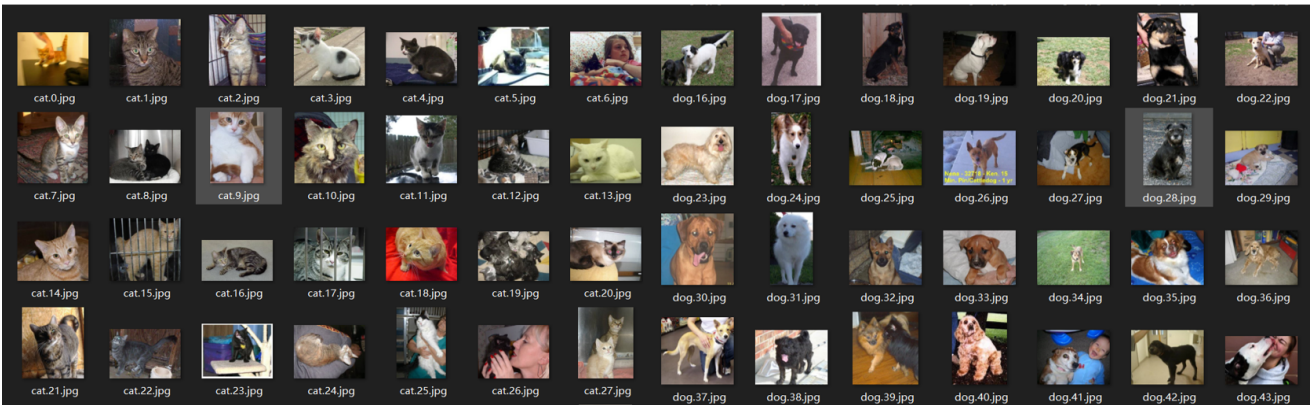 cat.0.jpg cat.1.jpg cat.2.jpg cat.3.jpg cat.4.jpg cat.5.jpg cat.6.jpg dog.16.jpg dog.17.jpg dog.18.jpg dog.19.jpg dog.20.jpg dog.21.jpg dog.22.jpg
cat.7.jpg cat.8.jpg cat.9.jpg cat.10.jpg cat.11.jpg cat.12.jpg cat.13.jpg dog.23.jpg dog.24.jpg dog.25.jpg dog.26.jpg dog.27.jpg dog.28.jpg dog.29.jpg
cat.14.jpg cat.15.jpg cat.16.jpg cat.17.jpg cat.18.jpg cat.19.jpg cat.20.jpg dog.30.jpg dog.31.jpg dog.32.jpg dog.33.jpg dog.34.jpg dog.35.jpg dog.36.jpg
cat.21.jpg cat.22.jpg cat.23.jpg cat.24.jpg cat.25.jpg cat.26.jpg cat.27.jpg dog.37.jpg dog.38.jpg dog.39.jpg dog.40.jpg dog.41.jpg dog.42.jpg dog.43.jpg